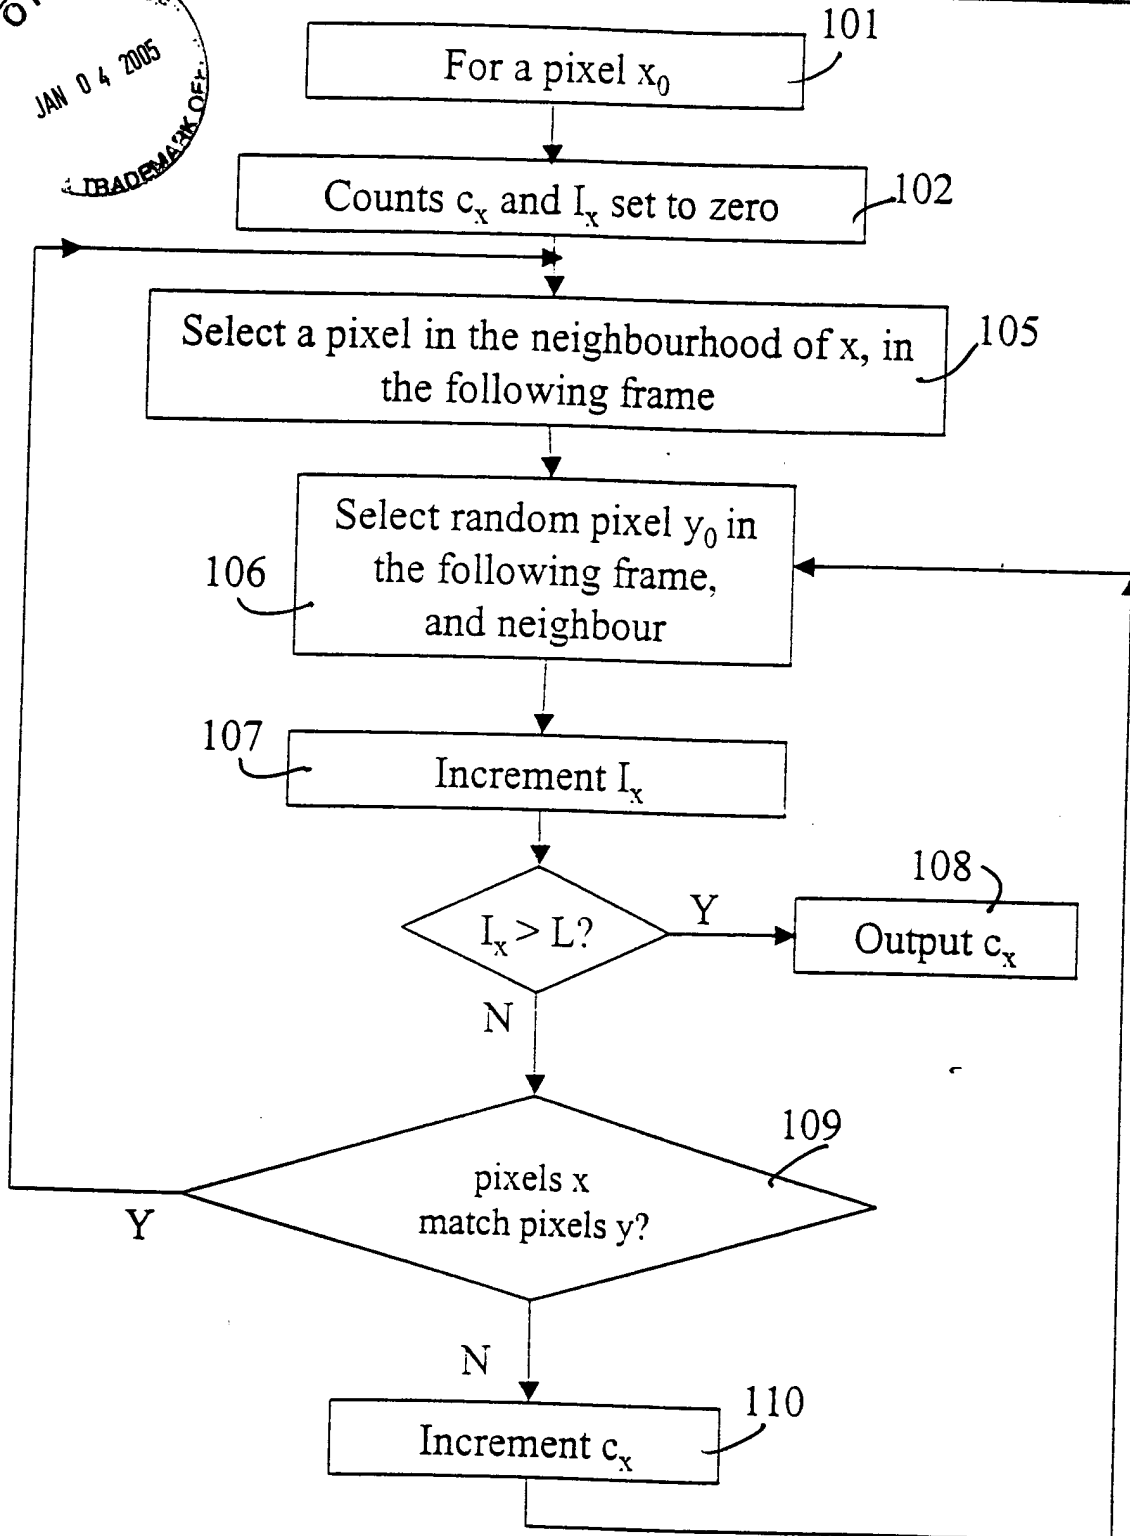 JAN 04 2005
TRADEMARK OF
101
For a pixel x₀
102
Counts cₓ and Iₓ set to zero
105
Select a pixel in the neighbourhood of x, in
the following frame
106
Select random pixel y₀ in
the following frame,
and neighbour
107
Increment Iₓ
108
Iₓ > L?
Y
Output cₓ
N
109
pixels x
match pixels y?
Y
N
110
Increment cₓ